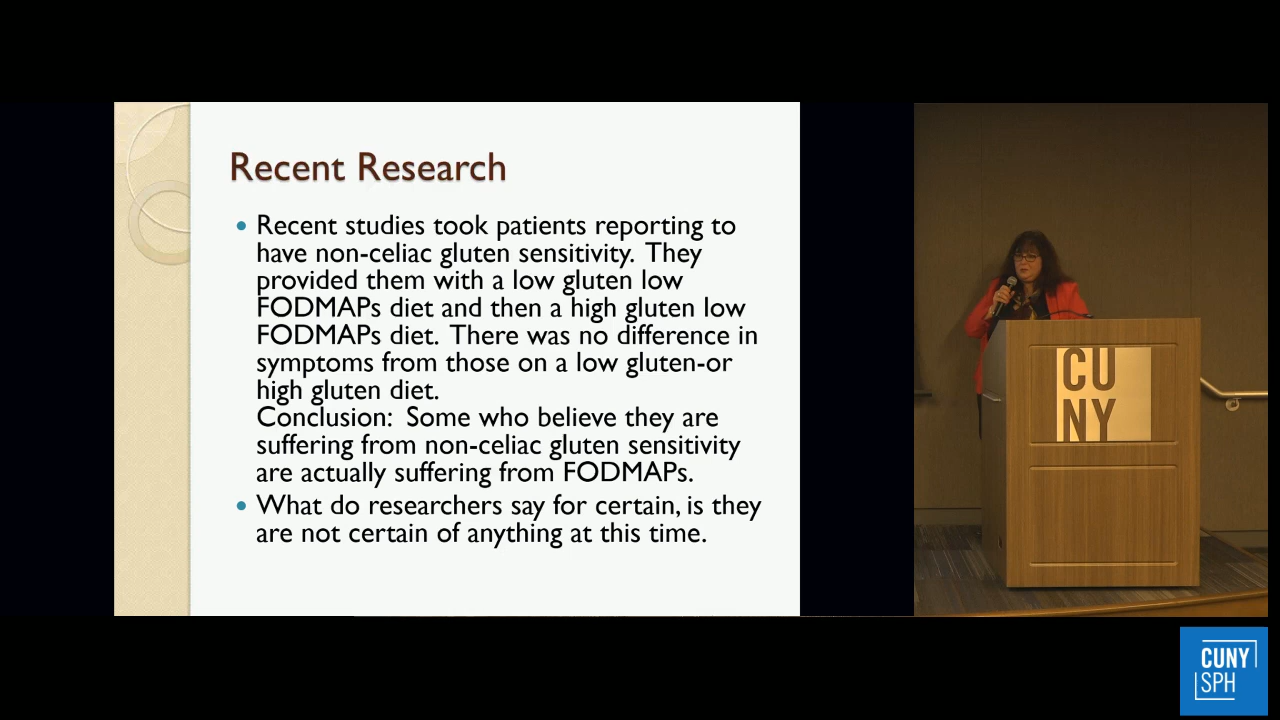 Recent Research
• Recent studies took patients reporting to
have non-celiac gluten sensitivity.  They
provided them with a low gluten low
FODMAPs diet and then a high gluten low
FODMAPs diet.  There was no difference in
symptoms from those on a low gluten-or
high gluten diet.
Conclusion:  Some who believe they are
suffering from non-celiac gluten sensitivity
are actually suffering from FODMAPs.
• What do researchers say for certain, is they
are not certain of anything at this time.
CU
NY
CUNY
SPH